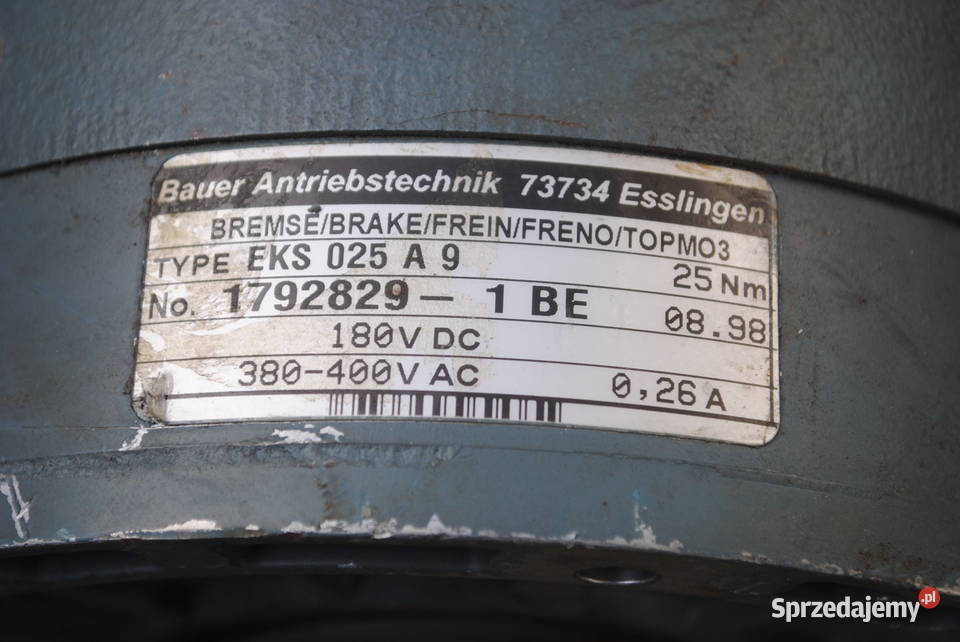 Bauer Antriebstechnik 73734 Esslingen
BREMSE/BRAKE/FREIN/FRENO/ТОРМОЗ
TYPE EKS 025 A 9 25 Nm
No. 1792829 - 1 BE 08.98
180V DC
380-400V AC 0,26 A
Sprzedajemy.pl